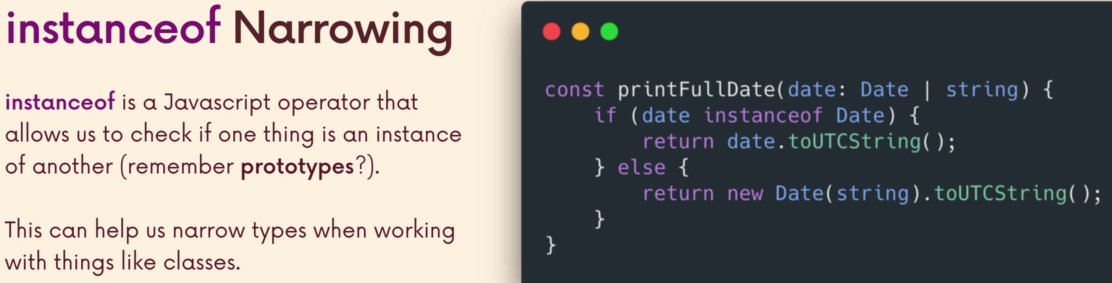 instanceof Narrowing
instanceof is a Javascript operator that
allows us to check if one thing is an instance
of another (remember prototypes?).
This can help us narrow types when working
with things like classes.
const printFullDate(date: Date | string) {
    if (date instanceof Date) {
        return date.toUTCString();
    } else {
        return new Date(string).toUTCString();
    }
}